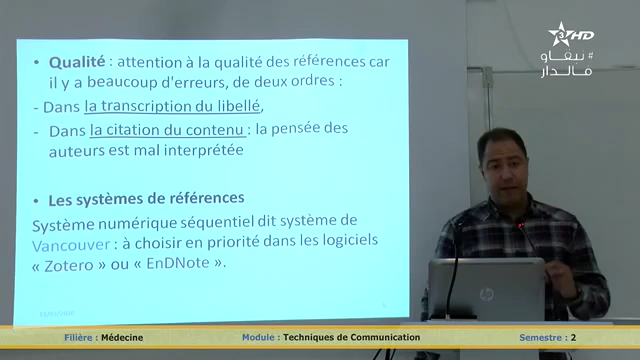 • Qualité : attention à la qualité des références car
il y a beaucoup d'erreurs, de deux ordres :
- Dans la transcription du libellé,
- Dans la citation du contenu : la pensée des
auteurs est mal interprétée
• Les systèmes de références
Système numérique séquentiel dit système de
Vancouver : à choisir en priorité dans les logiciels
« Zotero » ou « EnDNote ».
3 HD
#نبقاو
فالدار
hp
Filière : Médecine
Module : Techniques de Communication
Semestre : 2